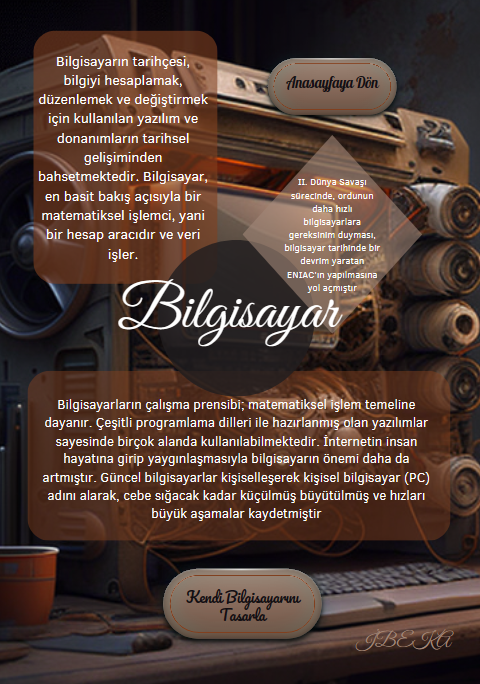 Bilgisayarın tarihçesi,
bilgiyi hesaplamak,
düzenlemek ve değiştirmek
için kullanılan yazılım ve
donanımların tarihsel
gelişiminden
bahsetmektedir. Bilgisayar,
en basit bakış açısıyla bir
matematiksel işlemci, yani
bir hesap aracıdır ve veri
işler.
Anasayfaya Dön
II. Dünya Savaşı
sürecinde, ordunun
daha hızlı
bilgisayarlara
gereksinim duyması,
bilgisayar tarihinde bir
devrim yaratan
ENIAC'ın yapılmasına
yol açmıştır
Bilgisayar
Bilgisayarların çalışma prensibi; matematiksel işlem temeline
dayanır. Çeşitli programlama dilleri ile hazırlanmış olan yazılımlar
sayesinde birçok alanda kullanılabilmektedir. İnternetin insan
hayatına girip yaygınlaşmasıyla bilgisayarın önemi daha da
artmıştır. Güncel bilgisayarlar kişiselleşerek kişisel bilgisayar (PC)
adını alarak, cebe sığacak kadar küçülmüş büyütülmüş ve hızları
büyük aşamalar kaydetmiştir
Kendi Bilgisayarını
Tasarla
JBEKA